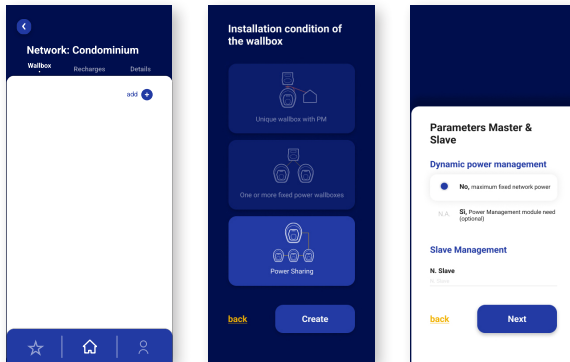 Network: Condominium
Wallbox
Recharges
Details
add
Installation condition of
the wallbox
Unique wallbox with PM
One or more fixed power wallboxes
Power Sharing
back
Create
Parameters Master &
Slave
Dynamic power management
No, maximum fixed network power
N.A.
Sì, Power Management module need
(optional)
Slave Management
N. Slave
N. Slave
back
Next